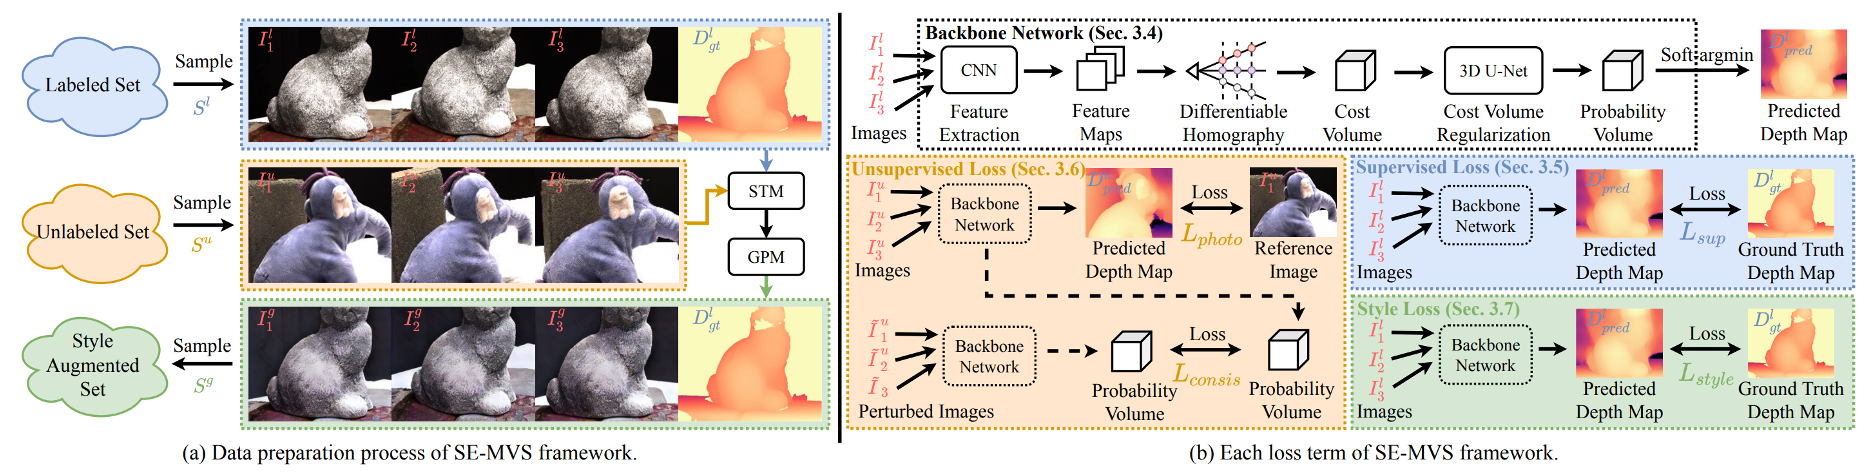 Labeled Set
Sample
S^l
I_1^l
I_2^l
I_3^l
D_{gt}^l
Unlabeled Set
Sample
S^u
I_1^u
I_2^u
I_3^u
STM
GPM
Style
Augmented
Set
Sample
S^g
I_1^g
I_2^g
I_3^g
D_{gt}^l
(a) Data preparation process of SE-MVS framework.
Backbone Network (Sec. 3.4)
I_1^l
I_2^l
I_3^l
Images
CNN
Feature
Extraction
Feature
Maps
Differentiable
Homography
Cost
Volume
3D U-Net
Cost Volume
Regularization
Probability
Volume
Soft-argmin
D_{pred}^l
Predicted
Depth Map
Unsupervised Loss (Sec. 3.6)
I_1^u
I_2^u
I_3^u
Images
Backbone
Network
D_{pred}^u
Predicted
Depth Map
Loss
L_{photo}
I_1^u
Reference
Image
Ĩ_1^u
Ĩ_2^u
Ĩ_3
Perturbed Images
Backbone
Network
Probability
Volume
Loss
L_{consis}
Probability
Volume
Supervised Loss (Sec. 3.5)
I_1^l
I_2^l
I_3^l
Images
Backbone
Network
D_{pred}^l
Predicted
Depth Map
Loss
L_{sup}
D_{gt}^l
Ground Truth
Depth Map
Style Loss (Sec. 3.7)
I_1^l
I_2^l
I_3^l
Images
Backbone
Network
D_{pred}^l
Predicted
Depth Map
Loss
L_{style}
D_{gt}^l
Ground Truth
Depth Map
(b) Each loss term of SE-MVS framework.